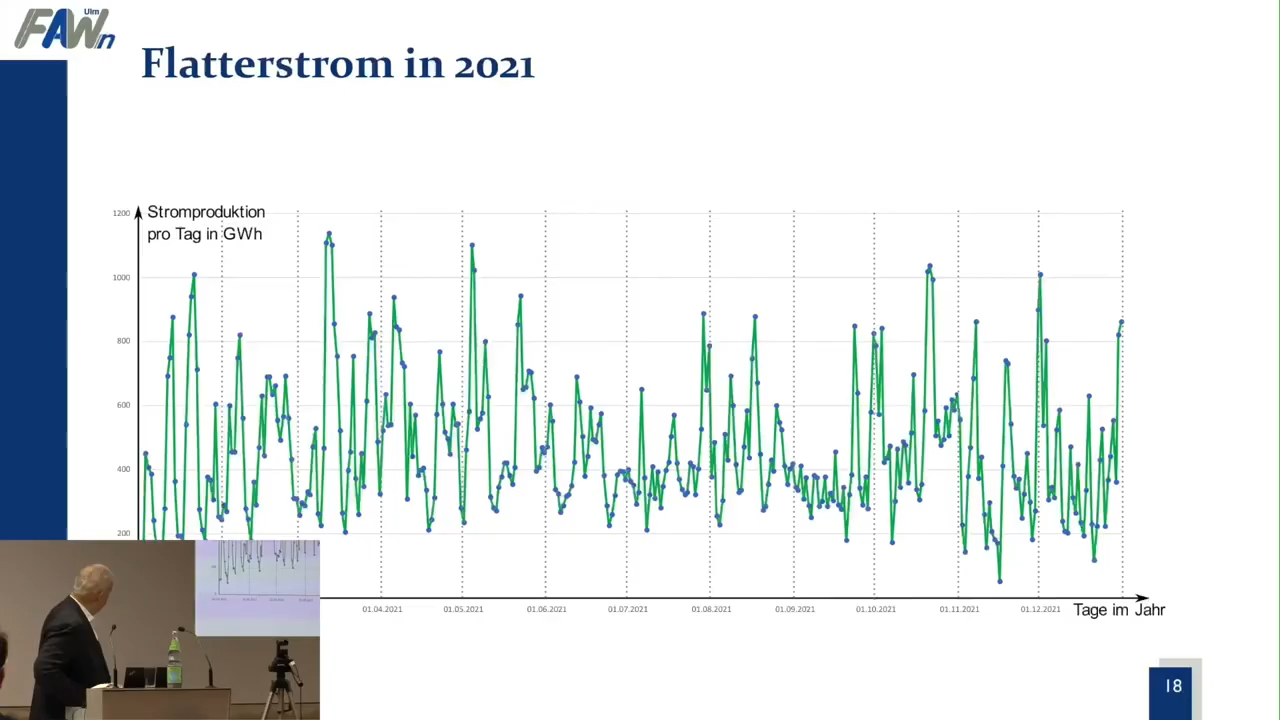 Ulm
FAWn
Flatterstrom in 2021
1200
Stromproduktion
pro Tag in GWh
1000
800
600
400
200
01.04.2021
01.05.2021
01.06.2021
01.07.2021
01.08.2021
01.09.2021
01.10.2021
01.11.2021
01.12.2021
Tage im Jahr
18